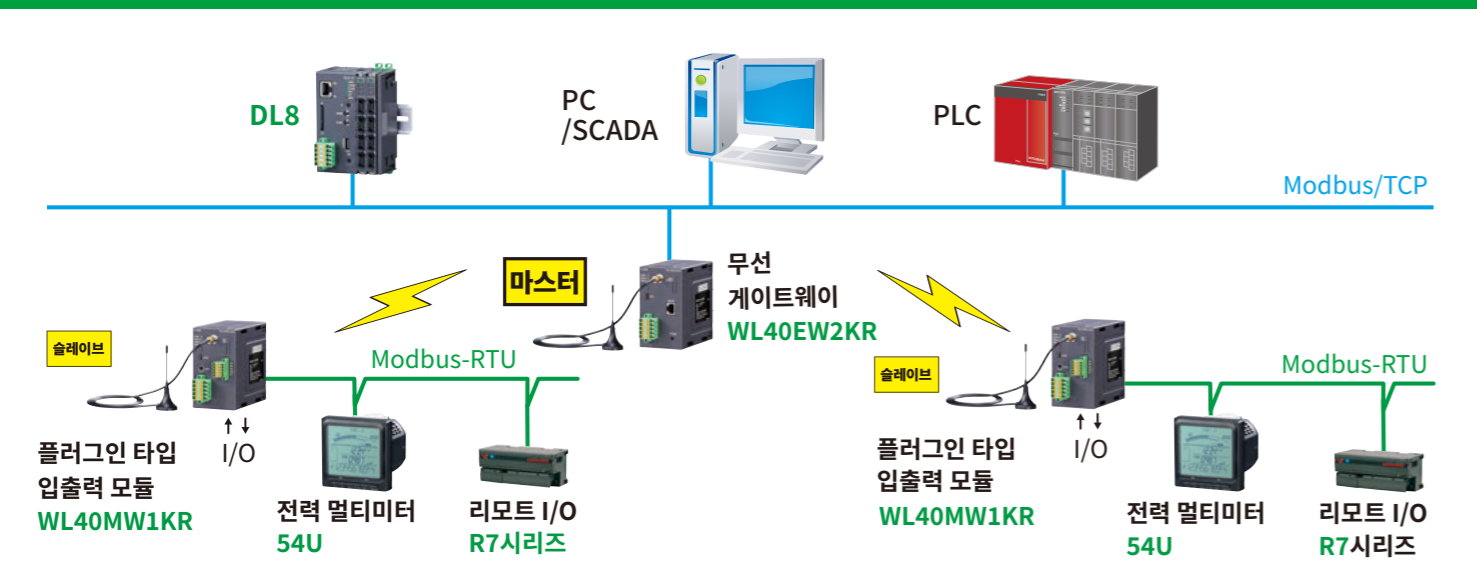 DL8
PC
/SCADA
PLC
Modbus/TCP
마스터
무선
게이트웨이
WL40EW2KR
슬레이브
Modbus-RTU
I/O
플러그인 타입
입출력 모듈
WL40MW1KR
전력 멀티미터
54U
리모트 I/O
R7시리즈
슬레이브
Modbus-RTU
I/O
플러그인 타입
입출력 모듈
WL40MW1KR
전력 멀티미터
54U
리모트 I/O
R7시리즈